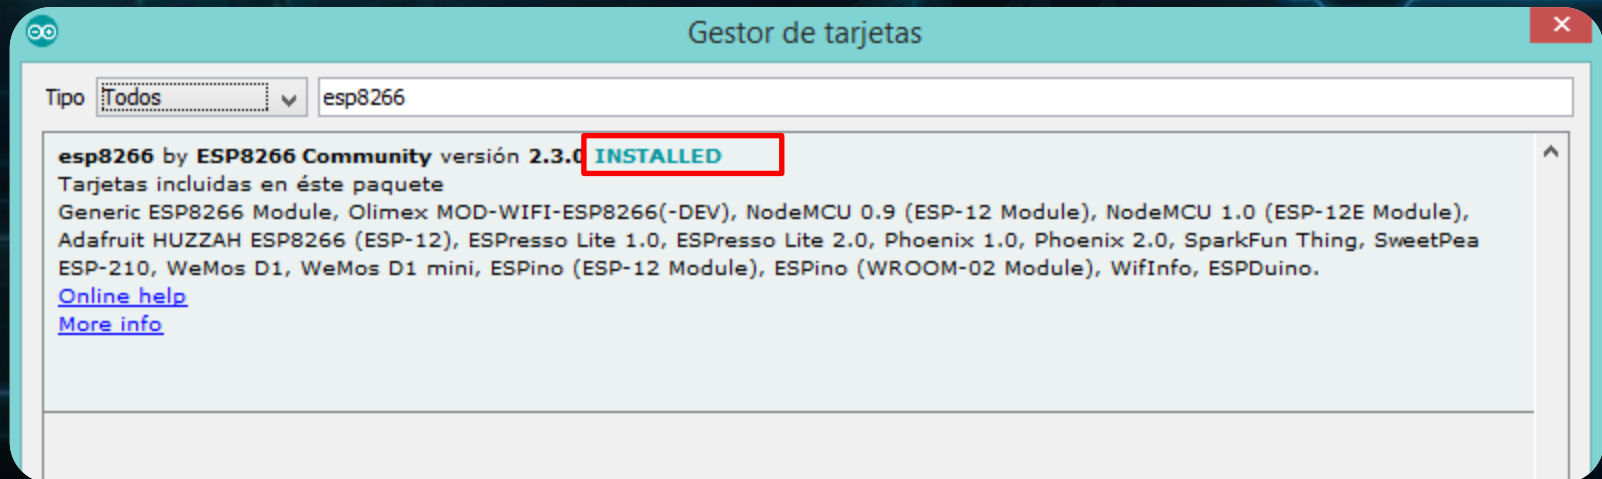 Gestor de tarjetas
Tipo Todos esp8266
esp8266 by ESP8266 Community versión 2.3.0 INSTALLED
Tarjetas incluidas en éste paquete
Generic ESP8266 Module, Olimex MOD-WIFI-ESP8266(-DEV), NodeMCU 0.9 (ESP-12 Module), NodeMCU 1.0 (ESP-12E Module),
Adafruit HUZZAH ESP8266 (ESP-12), ESPresso Lite 1.0, ESPresso Lite 2.0, Phoenix 1.0, Phoenix 2.0, SparkFun Thing, SweetPea
ESP-210, WeMos D1, WeMos D1 mini, ESPino (ESP-12 Module), ESPino (WROOM-02 Module), WifInfo, ESPDuino.
Online help
More info